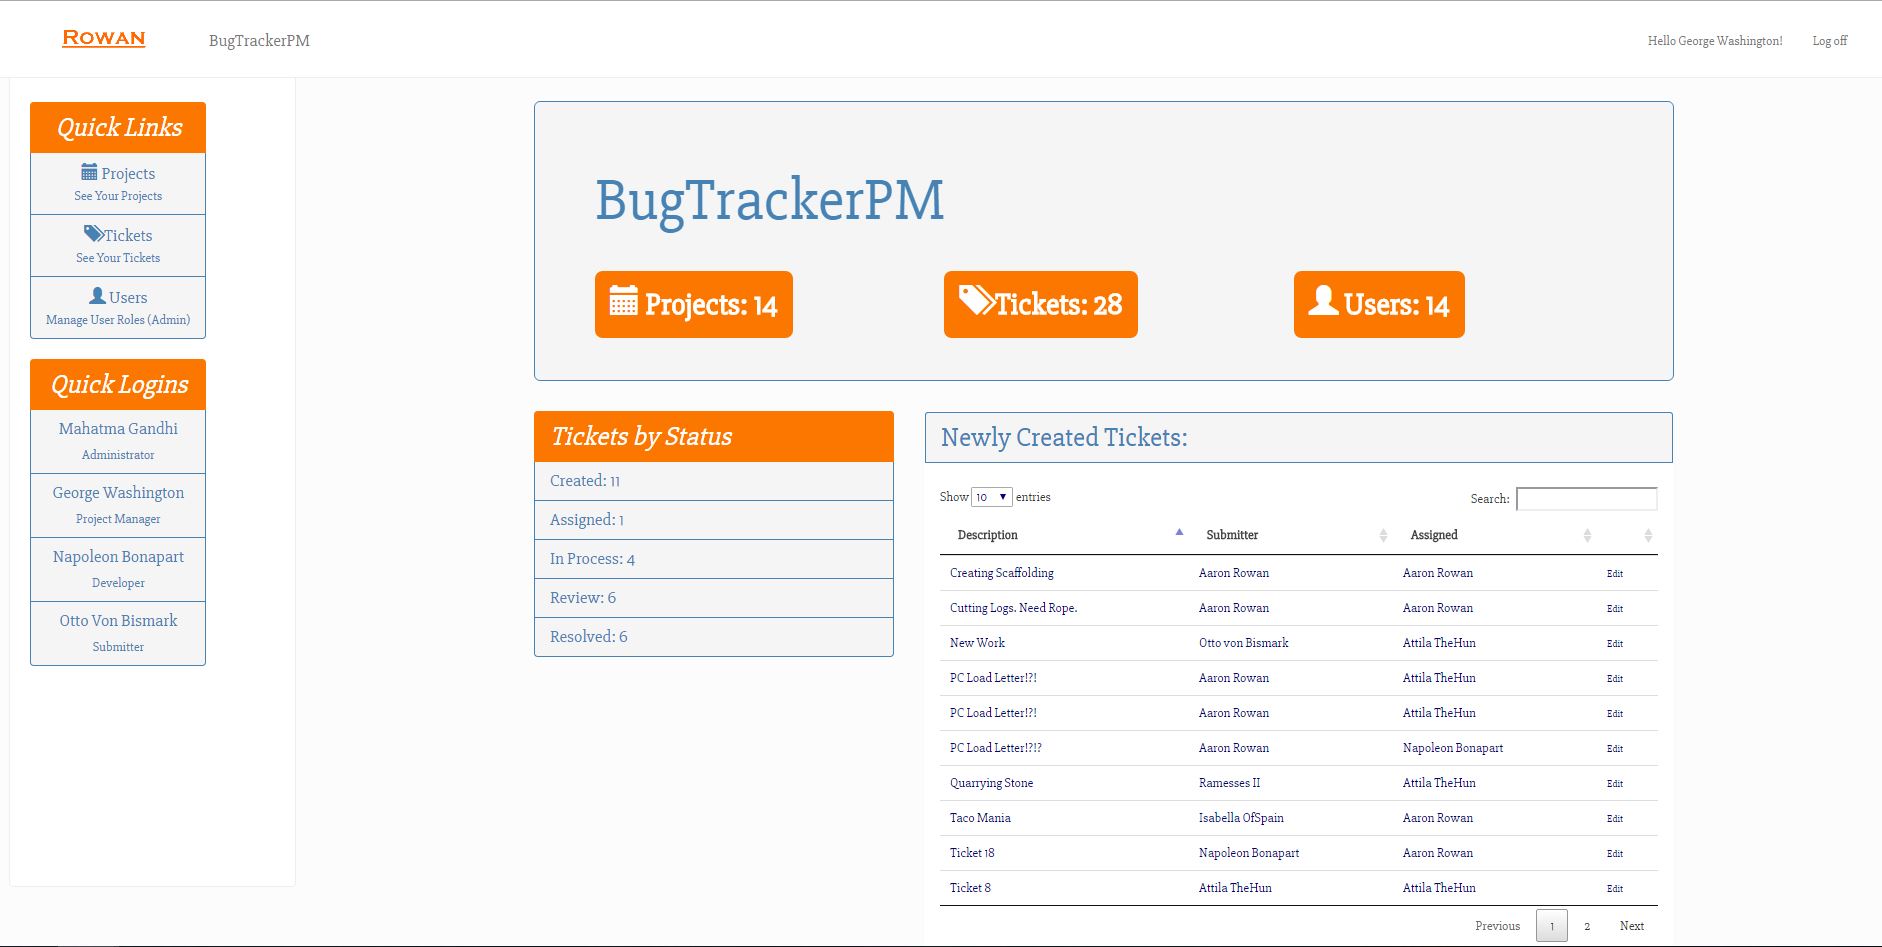 Rowan BugTrackerPM Hello George Washington! Log off
Quick Links
Projects
See Your Projects
Tickets
See Your Tickets
Users
Manage User Roles (Admin)
Quick Logins
Mahatma Gandhi
Administrator
George Washington
Project Manager
Napoleon Bonapart
Developer
Otto Von Bismark
Submitter
BugTrackerPM
Projects: 14 Tickets: 28 Users: 14
Tickets by Status
Created: 11
Assigned: 1
In Process: 4
Review: 6
Resolved: 6
Newly Created Tickets:
Show 10 entries Search:
Description Submitter Assigned
Creating Scaffolding Aaron Rowan Aaron Rowan Edit
Cutting Logs. Need Rope. Aaron Rowan Aaron Rowan Edit
New Work Otto von Bismark Attila TheHun Edit
PC Load Letter!?! Aaron Rowan Attila TheHun Edit
PC Load Letter!?! Aaron Rowan Attila TheHun Edit
PC Load Letter!?!? Aaron Rowan Napoleon Bonapart Edit
Quarrying Stone Ramesses II Attila TheHun Edit
Taco Mania Isabella OfSpain Aaron Rowan Edit
Ticket 18 Napoleon Bonapart Aaron Rowan Edit
Ticket 8 Attila TheHun Attila TheHun Edit
Previous 1 2 Next